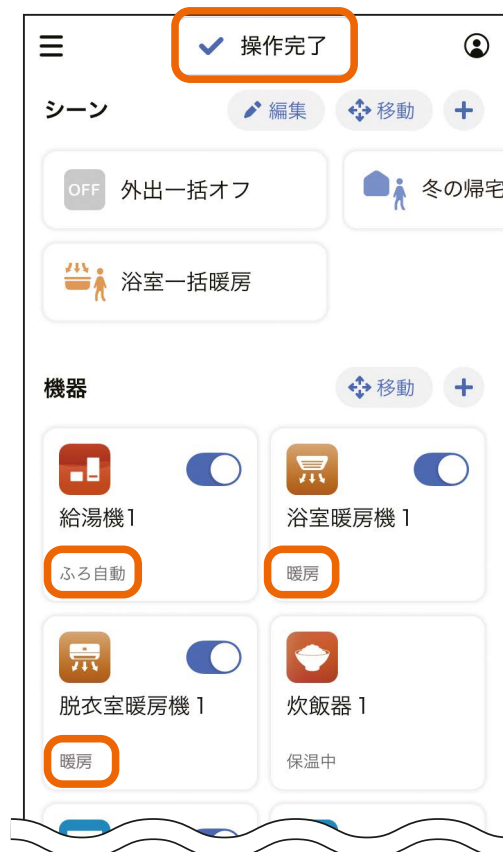 操作完了
シーン
編集
移動
OFF 外出一括オフ
冬の帰宅
浴室一括暖房
機器
移動
給湯機1
ふろ自動
浴室暖房機 1
暖房
脱衣室暖房機 1
暖房
炊飯器 1
保温中